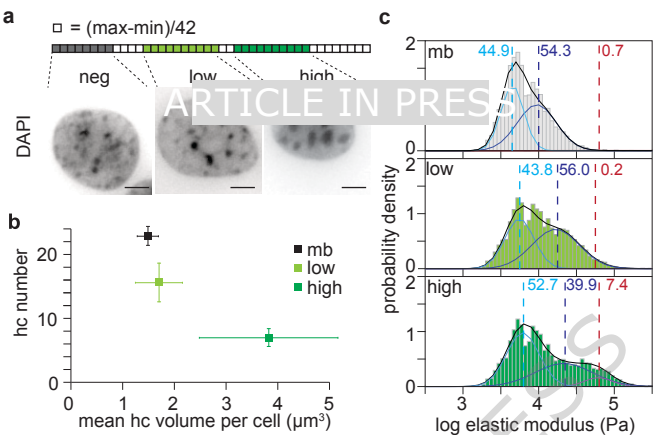 a
□ = (max-min)/42
neg low high
ARTICLE IN PRESS
DAPI
b
hc number
20
10
0
mb
low
high
0 1 2 3 4 5
mean hc volume per cell (µm³)
c
probability density
2
mb
44.9 54.3 0.7
0
2
low
43.8 56.0 0.2
0
2
high
52.7 39.9 7.4
0
3 4 5
log elastic modulus (Pa)